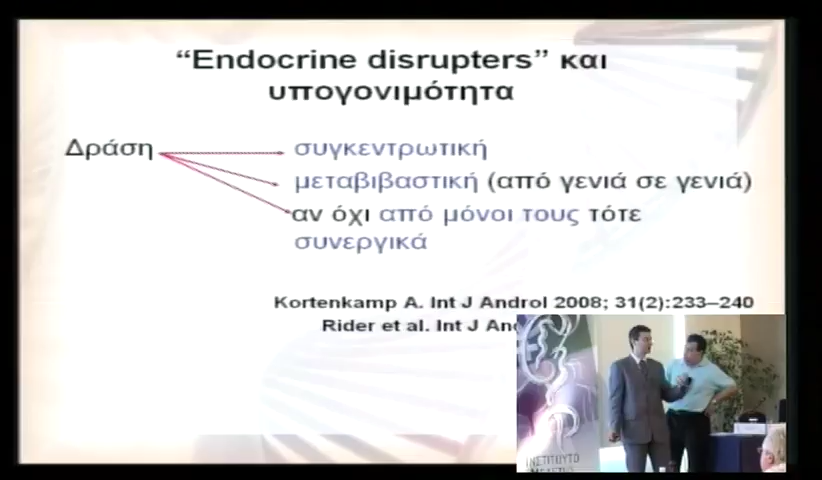 “Endocrine disrupters” και
υπογονιμότητα
Δράση
συγκεντρωτική
μεταβιβαστική (από γενιά σε γενιά)
αν όχι από μόνοι τους τότε
συνεργικά
Kortenkamp A. Int J Androl 2008; 31(2):233–240
Rider et al. Int J
ΙΝΣΤΙΤΟΥΤΟ